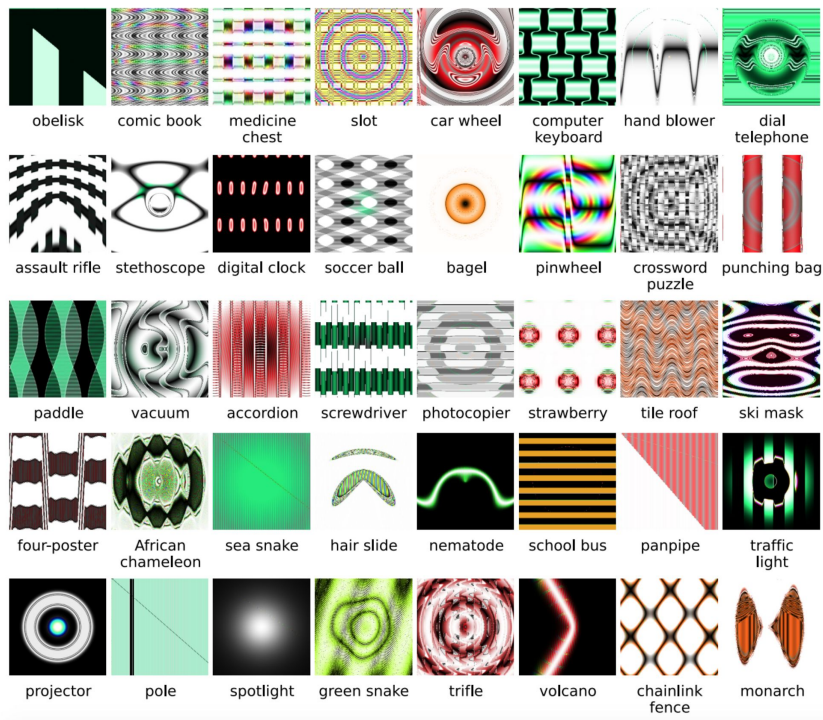 obelisk
comic book
medicine
chest
slot
car wheel
computer
keyboard
hand blower
dial
telephone
assault rifle
stethoscope
digital clock
soccer ball
bagel
pinwheel
crossword
puzzle
punching bag
paddle
vacuum
accordion
screwdriver
photocopier
strawberry
tile roof
ski mask
four-poster
African
chameleon
sea snake
hair slide
nematode
school bus
panpipe
traffic
light
projector
pole
spotlight
green snake
trifle
volcano
chainlink
fence
monarch